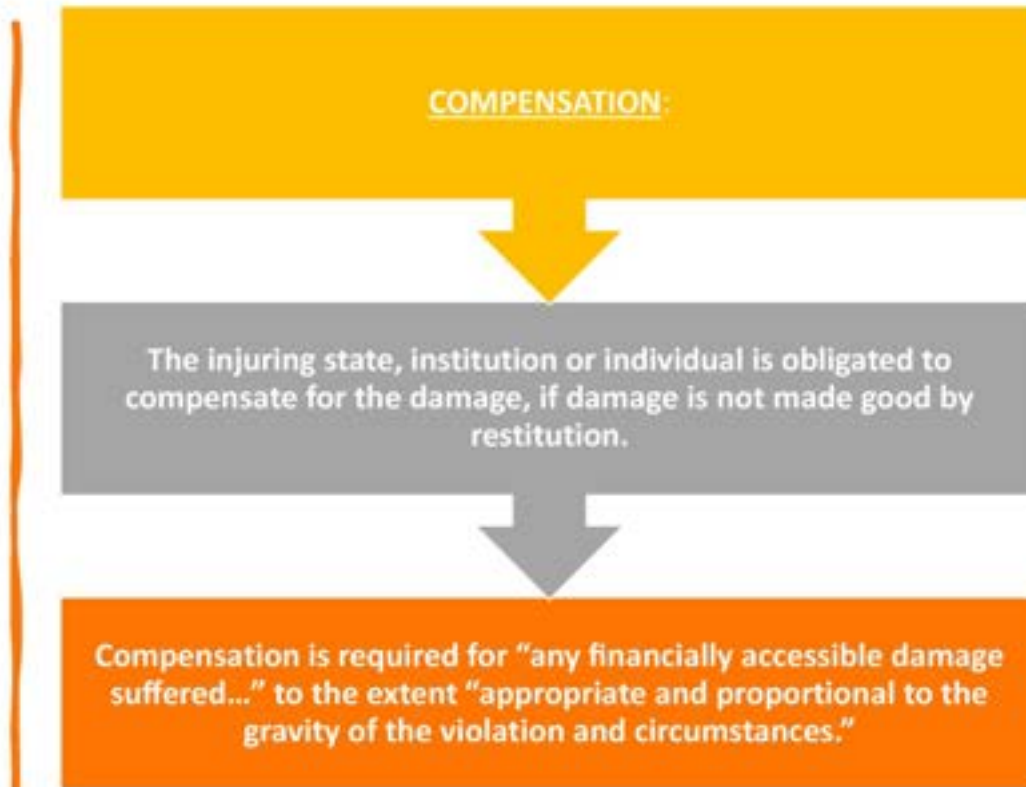 COMPENSATION:
The injuring state, institution or individual is obligated to
compensate for the damage, if damage is not made good by
restitution.
Compensation is required for “any financially accessible damage
suffered…” to the extent “appropriate and proportional to the
gravity of the violation and circumstances.”